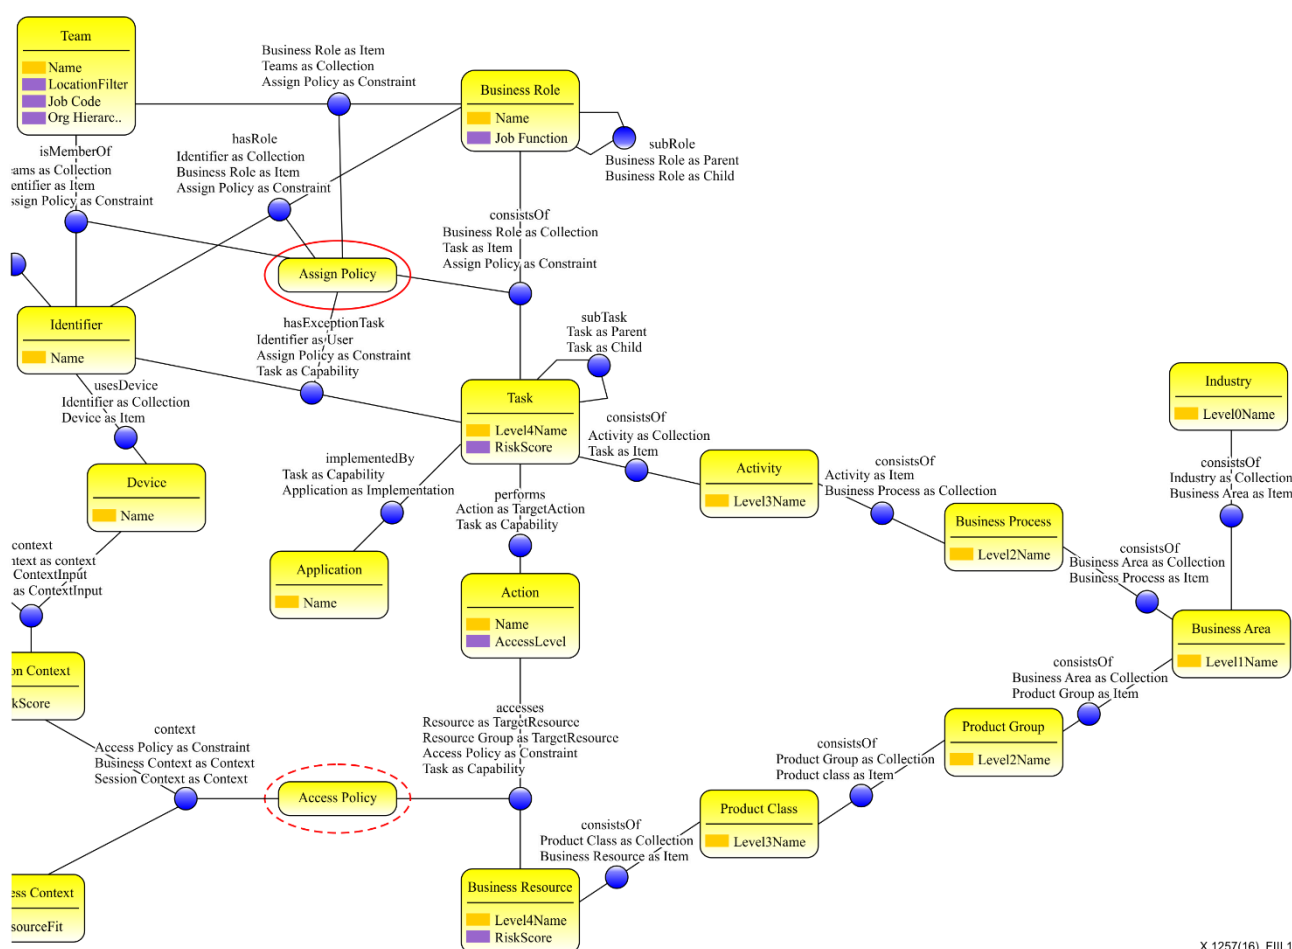 Team
Name
LocationFilter
Job Code
Org Hierarc..
Business Role as Item
Teams as Collection
Assign Policy as Constraint
Business Role
Name
Job Function
subRole
Business Role as Parent
Business Role as Child
isMemberOf
as Collection
as Item
Policy as Constraint
hasRole
Identifier as Collection
Business Role as Item
Assign Policy as Constraint
consistsOf
Business Role as Collection
Task as Item
Assign Policy as Constraint
Assign Policy
Identifier
Name
hasExceptionTask
Identifier as User
Assign Policy as Constraint
Task as Capability
subTask
Task as Parent
Task as Child
usesDevice
Identifier as Collection
Device as Item
Task
Level4Name
RiskScore
consistsOf
Activity as Collection
Task as Item
Industry
Level0Name
Device
Name
implementedBy
Task as Capability
Application as Implementation
performs
Action as TargetAction
Task as Capability
Activity
Level3Name
consistsOf
Activity as Item
Business Process as Collection
consistsOf
Industry as Collection
Business Area as Item
Business Process
Level2Name
consistsOf
Business Area as Collection
Business Process as Item
context
as context
ContextInput
as ContextInput
Application
Name
Action
Name
AccessLevel
Business Area
Level1Name
Context
consistsOf
Business Area as Collection
Product Group as Item
context
Access Policy as Constraint
Business Context as Context
Session Context as Context
accesses
Resource as TargetResource
Resource Group as TargetResource
Access Policy as Constraint
Task as Capability
Product Group
Level2Name
consistsOf
Product Group as Collection
Product class as Item
Access Policy
Product Class
Level3Name
consistsOf
Product Class as Collection
Business Resource as Item
Context
Business Resource
Level4Name
RiskScore
X.1257(16)_FIII.1